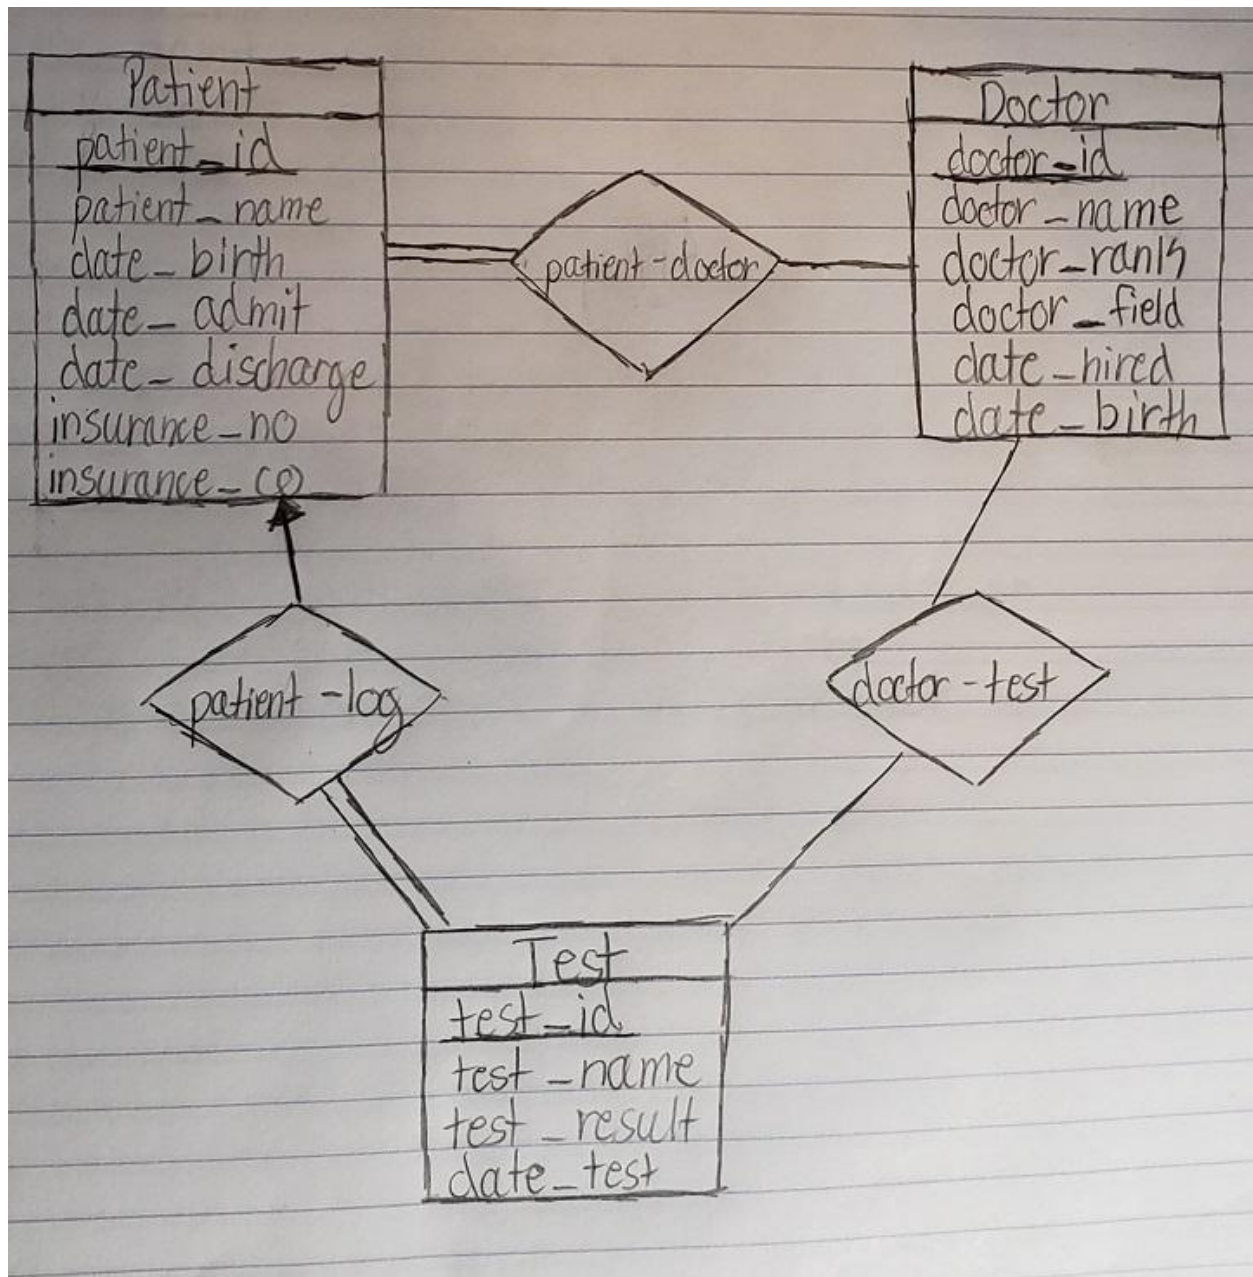 Patient
patient_id
patient_name
date_birth
date_admit
date_discharge
insurance_no
insurance_co
patient-doctor
Doctor
doctor_id
doctor_name
doctor_rank
doctor_field
date_hired
date_birth
patient-log
doctor-test
Test
test_id
test_name
test_result
date_test